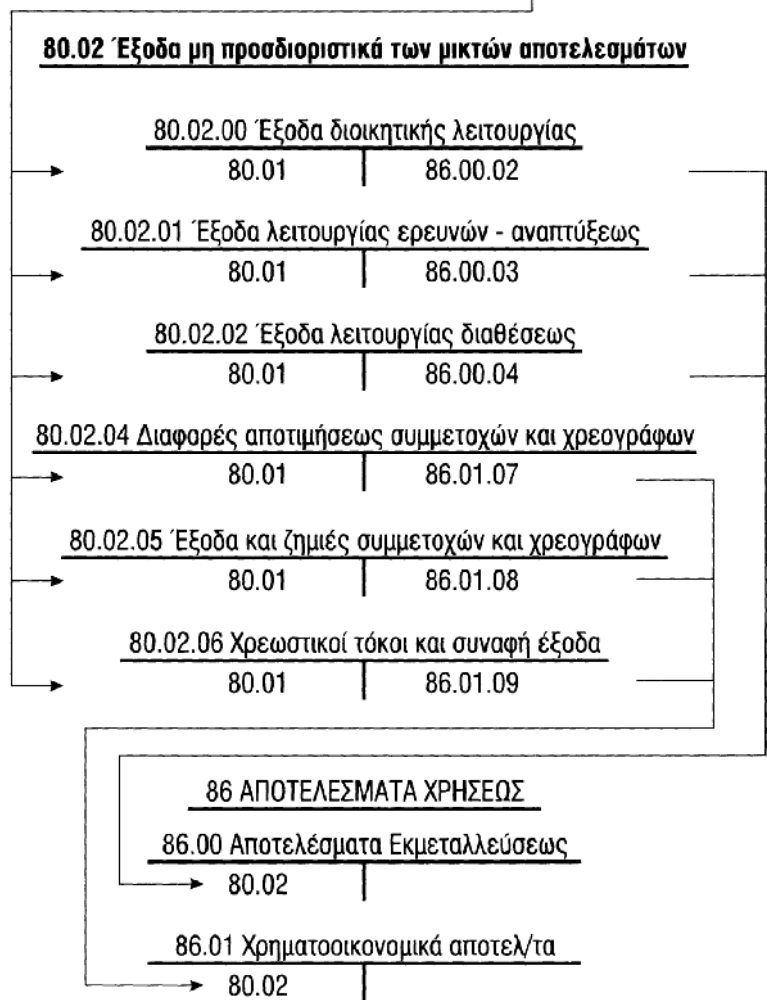 80.02 Έξοδα μη προσδιοριστικά των μικτών αποτελεσμάτων
80.02.00 Έξοδα διοικητικής λειτουργίας
80.01 86.00.02
80.02.01 Έξοδα λειτουργίας ερευνών - αναπτύξεως
80.01 86.00.03
80.02.02 Έξοδα λειτουργίας διαθέσεως
80.01 86.00.04
80.02.04 Διαφορές αποτιμήσεως συμμετοχών και χρεογράφων
80.01 86.01.07
80.02.05 Έξοδα και ζημιές συμμετοχών και χρεογράφων
80.01 86.01.08
80.02.06 Χρεωστικοί τόκοι και συναφή έξοδα
80.01 86.01.09
86 ΑΠΟΤΕΛΕΣΜΑΤΑ ΧΡΗΣΕΩΣ
86.00 Αποτελέσματα Εκμεταλλεύσεως
80.02
86.01 Χρηματοοικονομικά αποτελ/τα
80.02